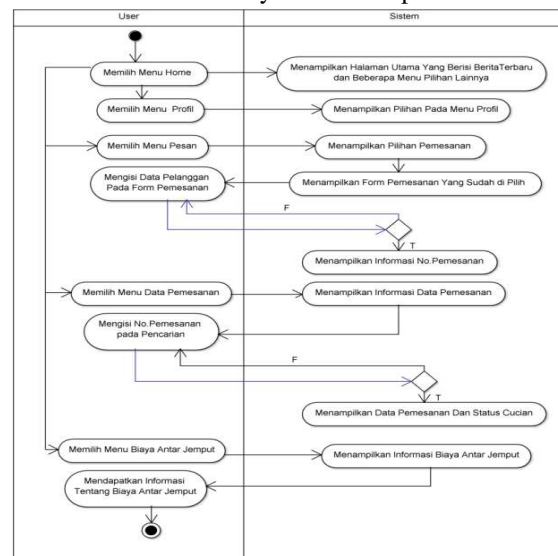 User
Sistem
Memilih Menu Home
Menampilkan Halaman Utama Yang Berisi BeritaTerbaru
dan Beberapa Menu Pilihan Lainnya
Memilih Menu Profil
Menampilkan Pilihan Pada Menu Profil
Memilih Menu Pesan
Menampilkan Pilihan Pemesanan
Mengisi Data Pelanggan
Pada Form Pemesanan
Menampilkan Form Pemesanan Yang Sudah di Pilih
F
T
Menampilkan Informasi No.Pemesanan
Memilih Menu Data Pemesanan
Menampilkan Informasi Data Pemesanan
Mengisi No.Pemesanan
pada Pencarian
F
T
Menampilkan Data Pemesanan Dan Status Cucian
Memilih Menu Biaya Antar Jemput
Menampilkan Informasi Biaya Antar Jemput
Mendapatkan Informasi
Tentang Biaya Antar Jemput